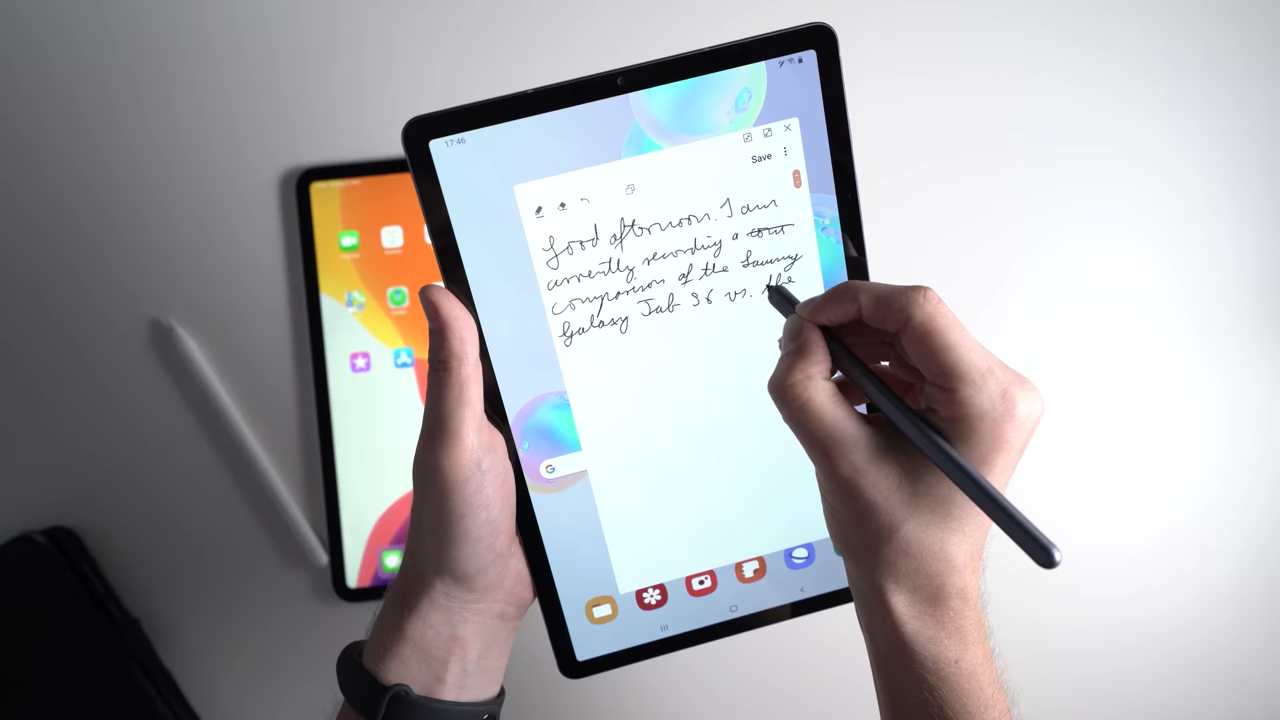 17:46
Save
Good afternoon. I am
currently recording a
comparison of the Samsung
Galaxy Tab S6 vs. the
G